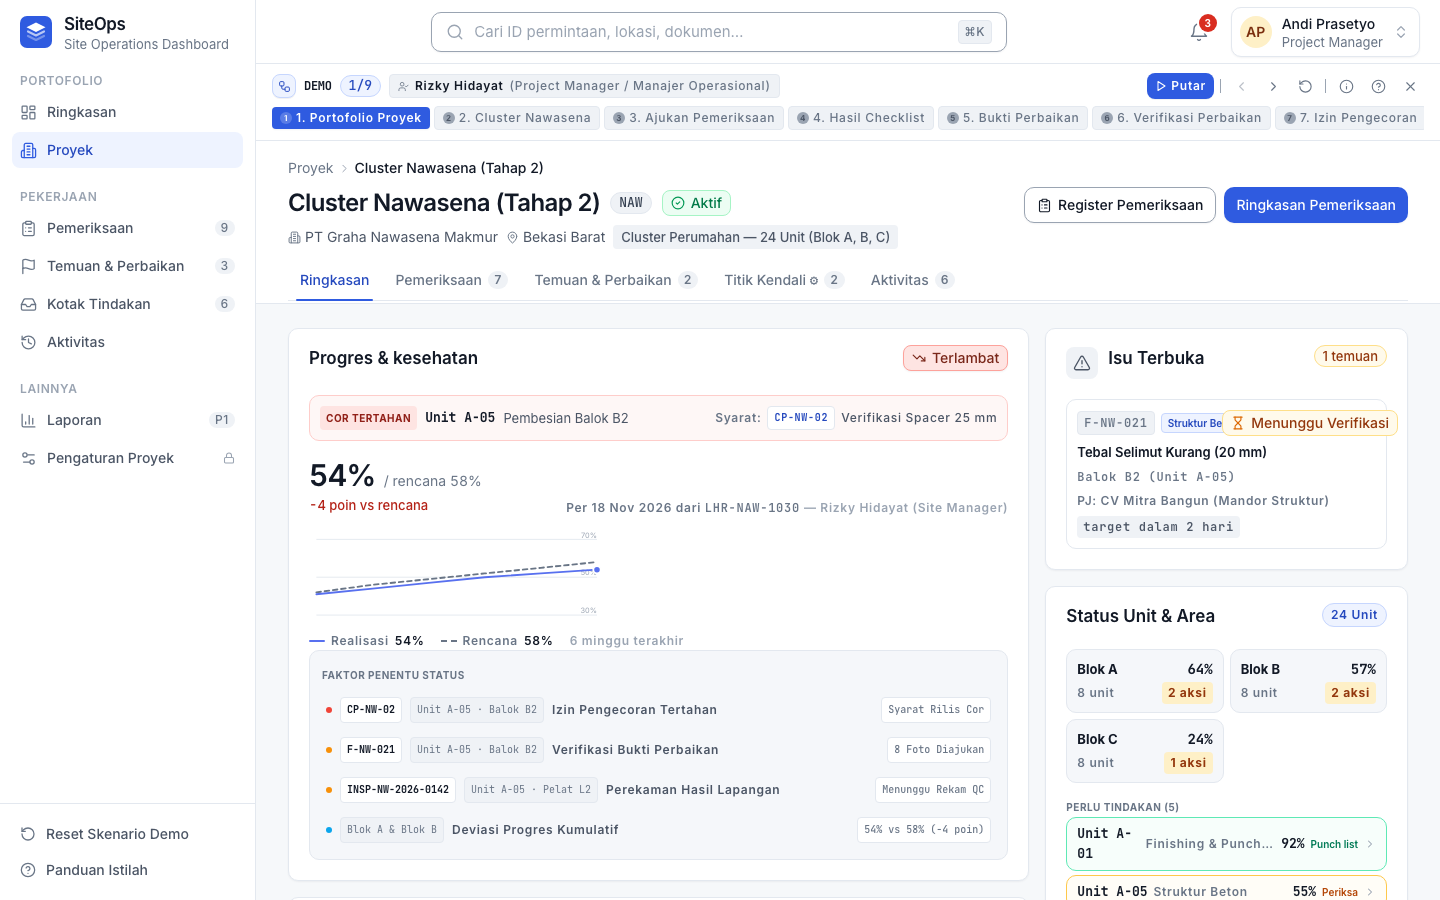 SiteOps
Site Operations Dashboard
PORTOFOLIO
Ringkasan
Proyek
PEKERJAAN
Pemeriksaan 9
Temuan & Perbaikan 3
Kotak Tindakan 6
Aktivitas
LAINNYA
Laporan P1
Pengaturan Proyek
Reset Skenario Demo
Panduan Istilah
Cari ID permintaan, lokasi, dokumen... ⌘K
3
AP
Andi Prasetyo
Project Manager
DEMO 1/9 Rizky Hidayat (Project Manager / Manajer Operasional)
Putar
1 1. Portofolio Proyek
2 2. Cluster Nawasena
3 3. Ajukan Pemeriksaan
4 4. Hasil Checklist
5 5. Bukti Perbaikan
6 6. Verifikasi Perbaikan
7 7. Izin Pengecoran
Proyek > Cluster Nawasena (Tahap 2)
Cluster Nawasena (Tahap 2) NAW Aktif
Register Pemeriksaan
Ringkasan Pemeriksaan
PT Graha Nawasena Makmur Bekasi Barat Cluster Perumahan — 24 Unit (Blok A, B, C)
Ringkasan
Pemeriksaan 7
Temuan & Perbaikan 2
Titik Kendali ⚙ 2
Aktivitas 6
Progres & kesehatan
Terlambat
COR TERTAHAN Unit A-05 Pembesian Balok B2
Syarat: CP-NW-02 Verifikasi Spacer 25 mm
54% / rencana 58%
-4 poin vs rencana
Per 18 Nov 2026 dari LHR-NAW-1030 — Rizky Hidayat (Site Manager)
70%
50%
30%
Realisasi 54% Rencana 58% 6 minggu terakhir
FAKTOR PENENTU STATUS
CP-NW-02 Unit A-05 · Balok B2 Izin Pengecoran Tertahan Syarat Rilis Cor
F-NW-021 Unit A-05 · Balok B2 Verifikasi Bukti Perbaikan 8 Foto Diajukan
INSP-NW-2026-0142 Unit A-05 · Pelat L2 Perekaman Hasil Lapangan Menunggu Rekam QC
Blok A & Blok B Deviasi Progres Kumulatif 54% vs 58% (-4 poin)
Isu Terbuka
1 temuan
F-NW-021 Struktur Be Menunggu Verifikasi
Tebal Selimut Kurang (20 mm)
Balok B2 (Unit A-05)
PJ: CV Mitra Bangun (Mandor Struktur)
target dalam 2 hari
Status Unit & Area
24 Unit
Blok A 64%
8 unit 2 aksi
Blok B 57%
8 unit 2 aksi
Blok C 24%
8 unit 1 aksi
PERLU TINDAKAN (5)
Unit A-01 Finishing & Punch... 92% Punch list
Unit A-05 Struktur Beton 55% Periksa